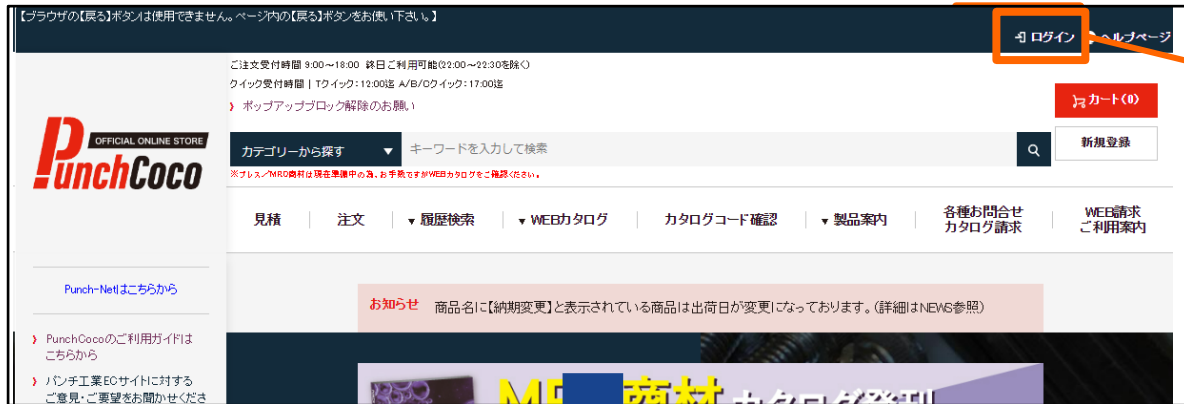 【ブラウザの【戻る】ボタンは使用できません。ページ内の【戻る】ボタンをお使い下さい。】
ログイン
ヘルプページ
ご注文受付時間 9:00～18:00 終日ご利用可能(22:00～22:30を除く)
クイック受付時間 | Tクイック:12:00迄 A/B/Cクイック:17:00迄
ポップアップブロック解除のお願い
カート(0)
OFFICIAL ONLINE STORE
PunchCoco
カテゴリーから探す ▼ キーワードを入力して検索
新規登録
※プレス/MRO商材は現在準備中の為、お手数ですがWEBカタログをご確認ください。
見積 注文 ▼履歴検索 ▼WEBカタログ カタログコード確認 ▼製品案内 各種お問合せ WEB請求
カタログ請求 ご利用案内
Punch-Netはこちらから
お知らせ 商品名に【納期変更】と表示されている商品は出荷日が変更になっております。(詳細はNEWS参照)
PunchCocoのご利用ガイドは
こちらから
パンチ工業ECサイトに対する
ご意見・ご要望をお聞かせくださ
商材カタログ発刊